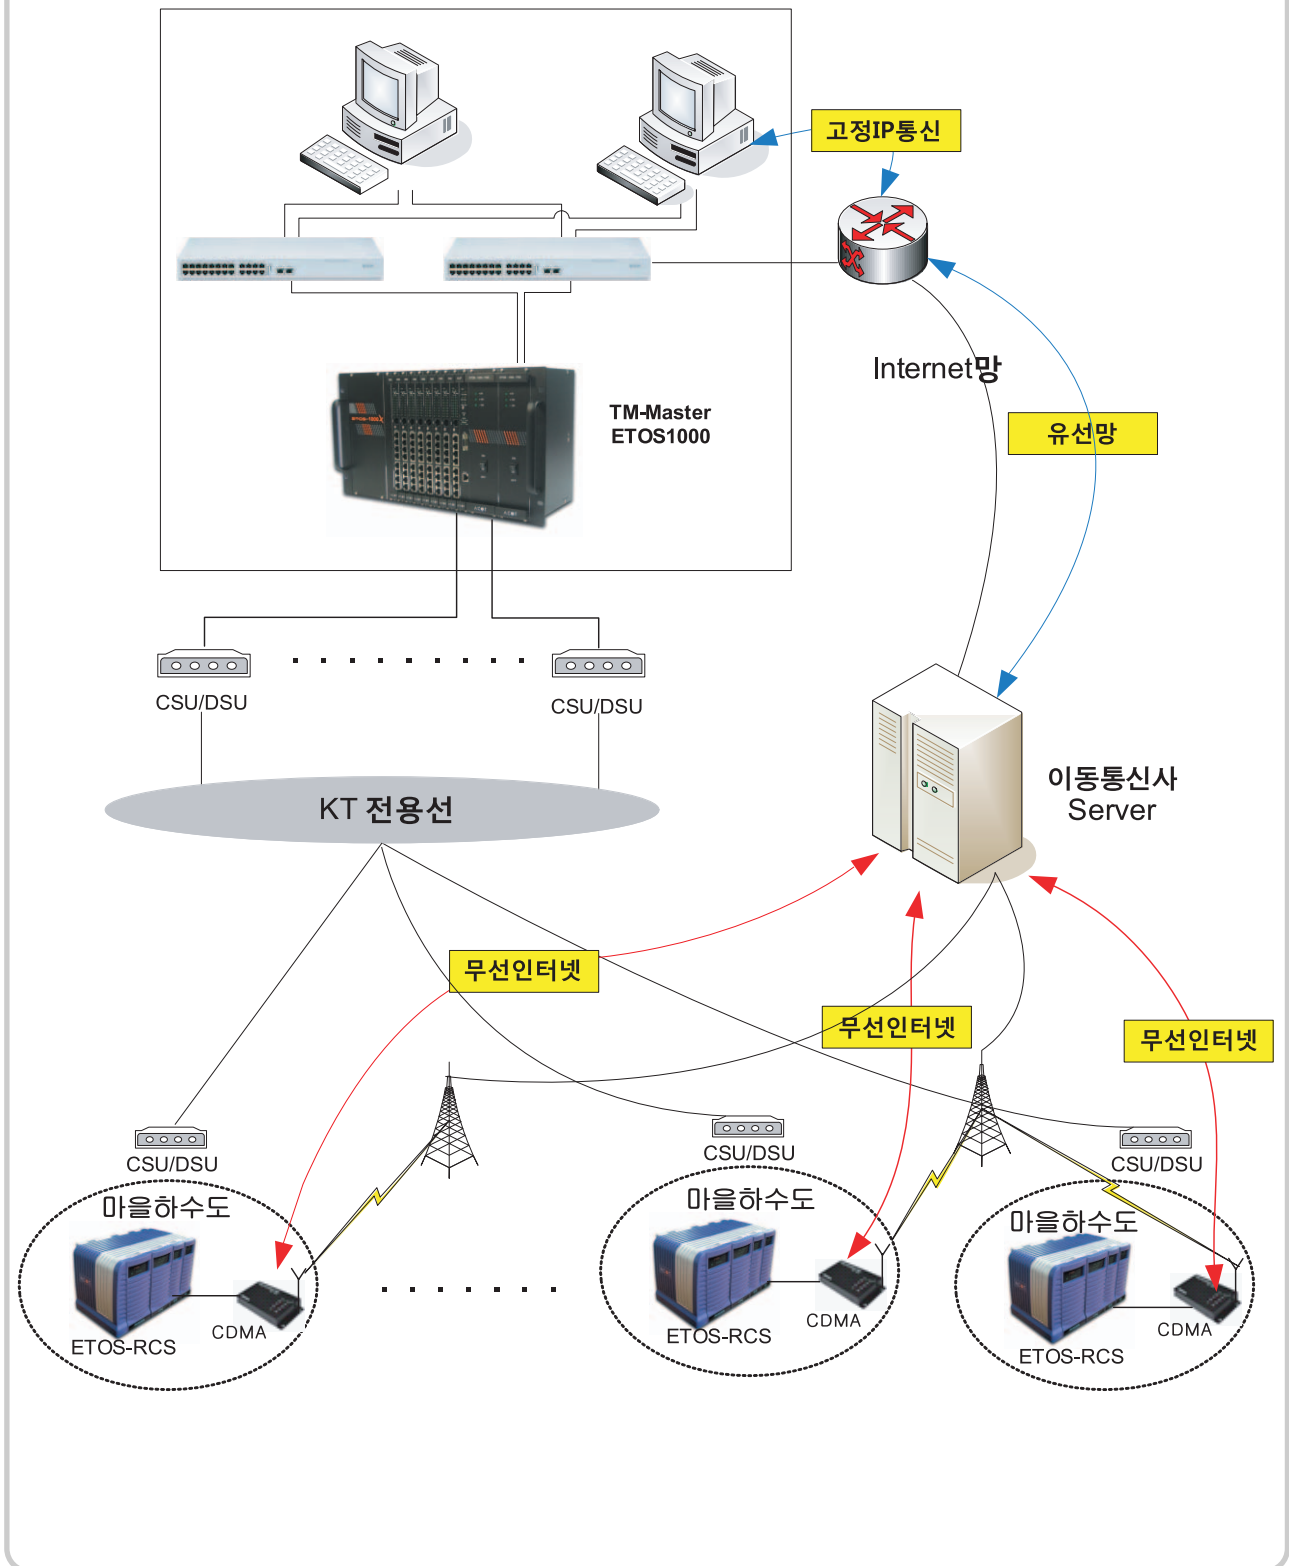 고정IP통신
Internet망
유선망
TM-Master
ETOS1000
CSU/DSU
CSU/DSU
KT 전용선
이동통신사
Server
무선인터넷
무선인터넷
무선인터넷
CSU/DSU
CSU/DSU
CSU/DSU
마을하수도
마을하수도
마을하수도
ETOS-RCS
CDMA
ETOS-RCS
CDMA
ETOS-RCS
CDMA